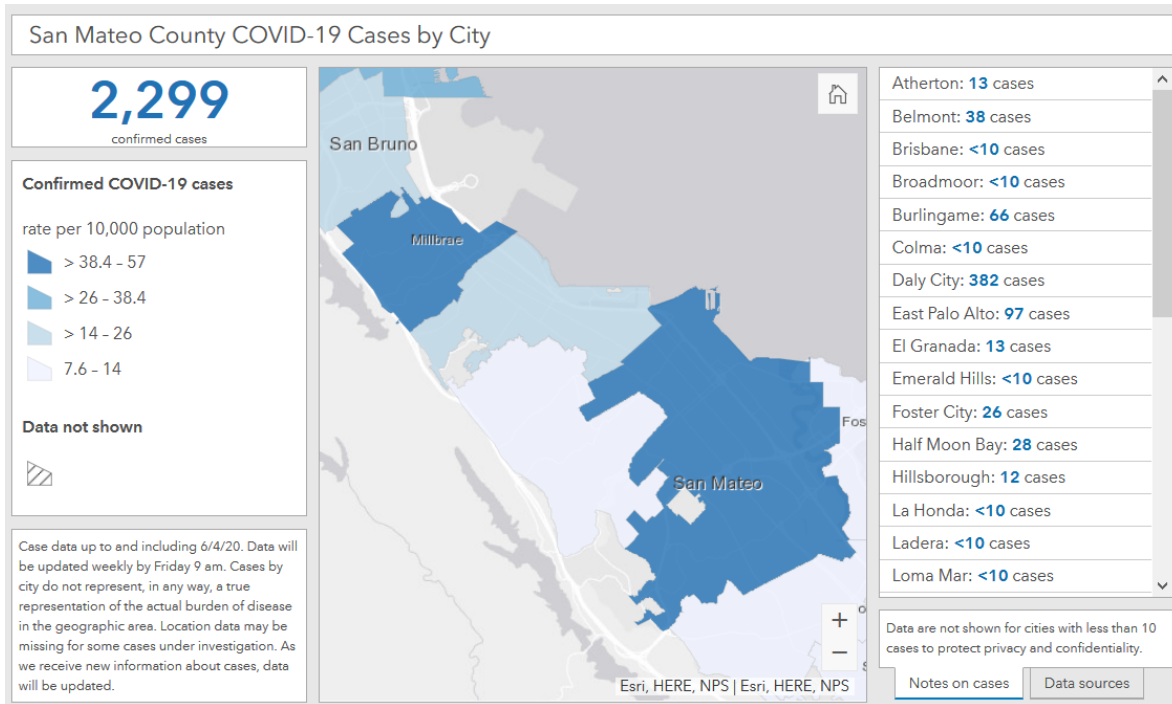 San Mateo County COVID-19 Cases by City
2,299
confirmed cases
Confirmed COVID-19 cases
rate per 10,000 population
> 38.4 – 57
> 26 – 38.4
> 14 – 26
7.6 – 14
Data not shown
Case data up to and including 6/4/20. Data will
be updated weekly by Friday 9 am. Cases by
city do not represent, in any way, a true
representation of the actual burden of disease
in the geographic area. Location data may be
missing for some cases under investigation. As
we receive new information about cases, data
will be updated.
San Bruno
Millbrae
Fos
San Mateo
+
−
Esri, HERE, NPS | Esri, HERE, NPS
Atherton: 13 cases
Belmont: 38 cases
Brisbane: <10 cases
Broadmoor: <10 cases
Burlingame: 66 cases
Colma: <10 cases
Daly City: 382 cases
East Palo Alto: 97 cases
El Granada: 13 cases
Emerald Hills: <10 cases
Foster City: 26 cases
Half Moon Bay: 28 cases
Hillsborough: 12 cases
La Honda: <10 cases
Ladera: <10 cases
Loma Mar: <10 cases
Data are not shown for cities with less than 10
cases to protect privacy and confidentiality.
Notes on cases
Data sources